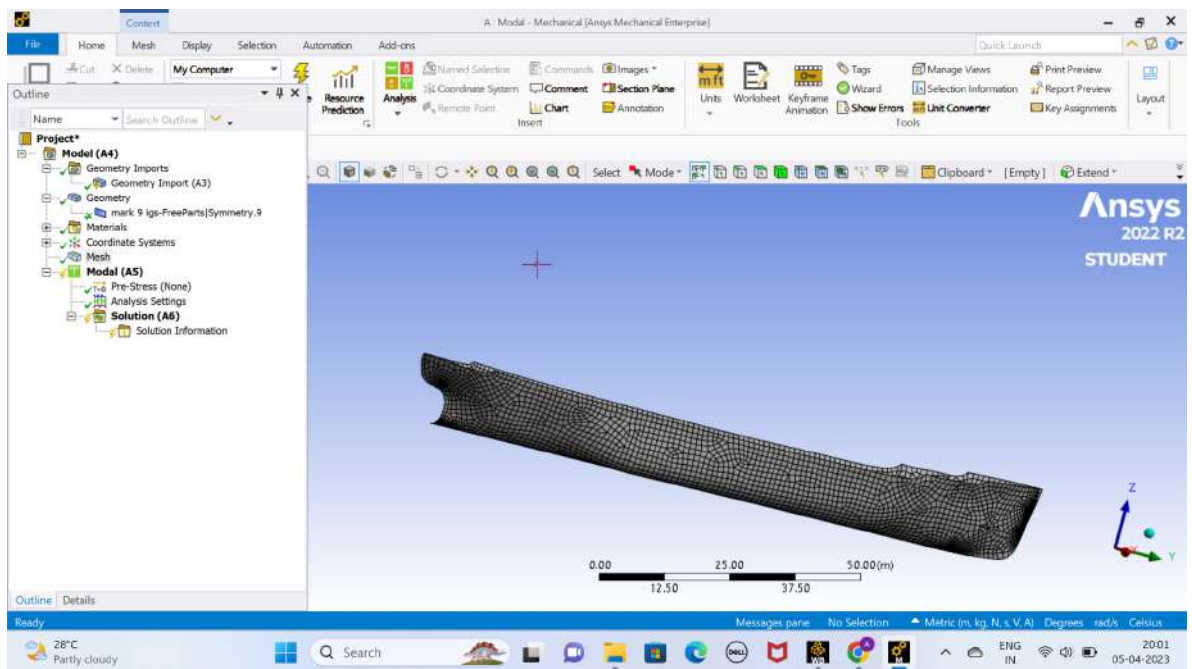 Context
A : Modal - Mechanical [Ansys Mechanical Enterprise]
File Home Mesh Display Selection Automation Add-ons
Quick Launch
Cut Delete My Computer
Named Selection Commands Images
Tags Manage Views Print Preview
Coordinate System Comment Section Plane
Wizard Selection Information Report Preview
Remote Point Chart Annotation
Show Errors Unit Converter Key Assignments
Resource Prediction
Analysis
Units Worksheet Keyframe Animation
Layout
Insert
Tools
Outline
Name Search Outline
Select Mode Clipboard [Empty] Extend
Project*
Model (A4)
Geometry Imports
Geometry Import (A3)
Geometry
mark 9 igs-FreeParts|Symmetry.9
Materials
Coordinate Systems
Mesh
Modal (A5)
Pre-Stress (None)
Analysis Settings
Solution (A6)
Solution Information
Ansys
2022 R2
STUDENT
Z
Y
0.00 25.00 50.00(m)
12.50 37.50
Outline Details
Ready
Messages pane No Selection Metric (m, kg, N, s, V, A) Degrees rad/s Celsius
28°C
Partly cloudy
Search
DELL
ENG
IN
20:01
05-04-2023